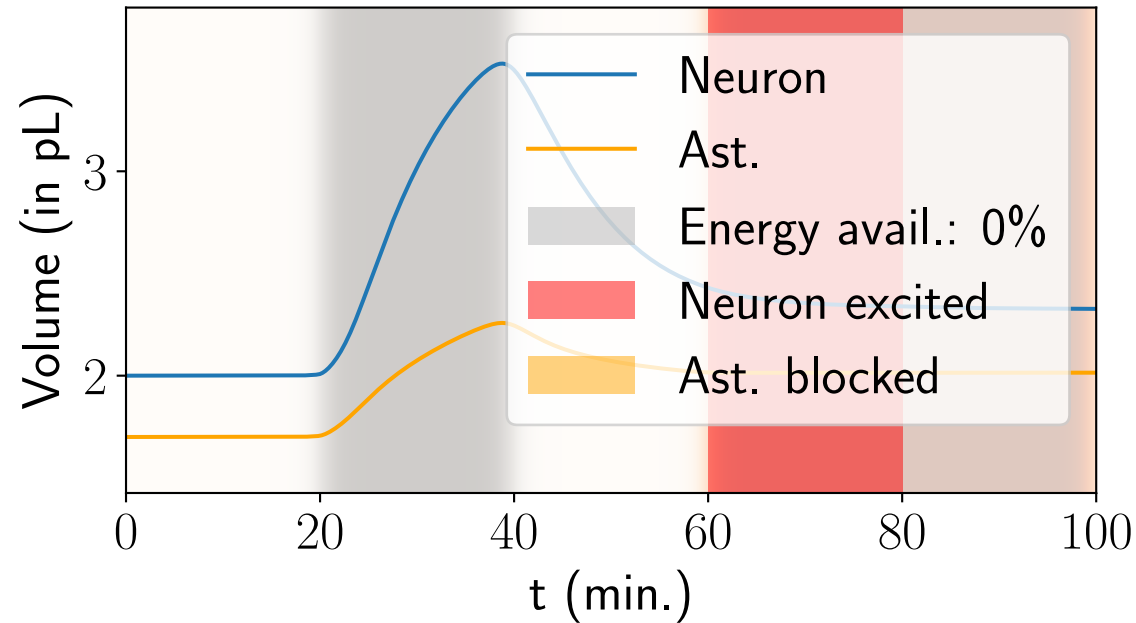 Volume (in pL)
3
2
Neuron
Ast.
Energy avail.: 0%
Neuron excited
Ast. blocked
0 20 40 60 80 100
t (min.)